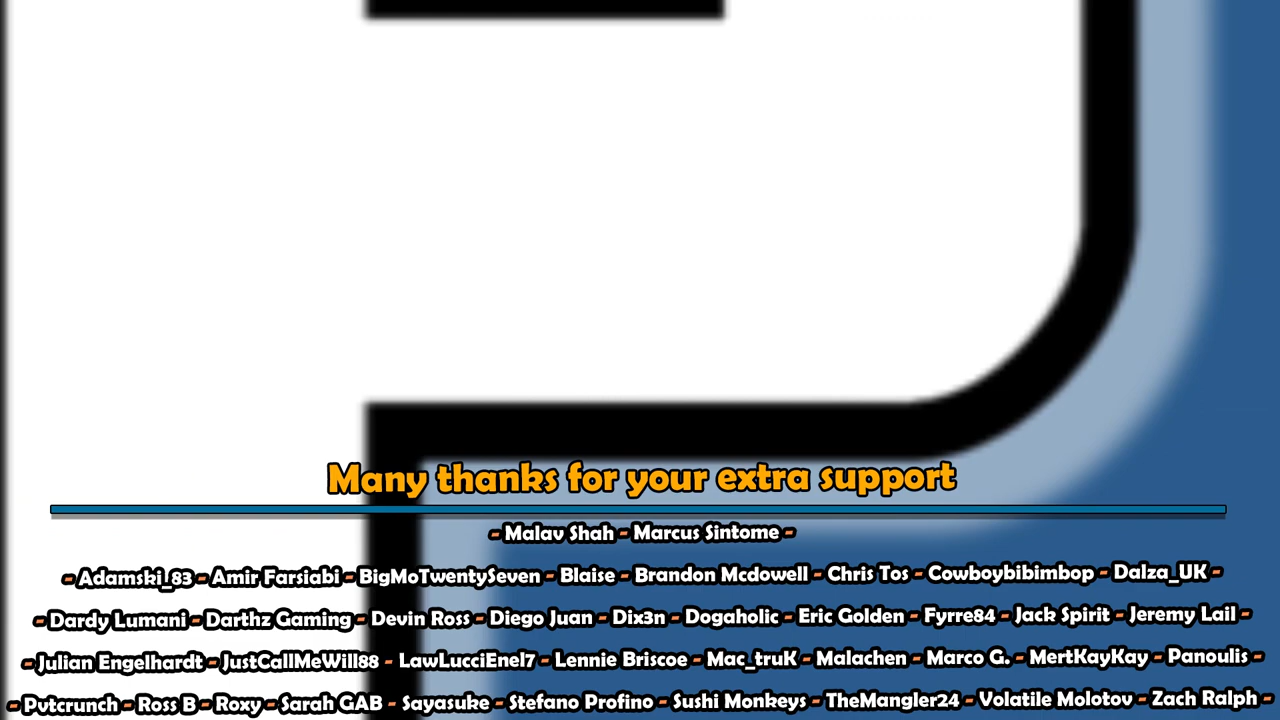 Many thanks for your extra support
- Malav Shah - Marcus Sintome -
- Adamski_83 - Amir Farsiabi - BigMoTwentySeven - Blaise - Brandon Mcdowell - Chris Tos - Cowboybibimbop - Dalza_UK -
- Dardy Lumani - Darthz Gaming - Devin Ross - Diego Juan - Dix3n - Dogaholic - Eric Golden - Fyrre84 - Jack Spirit - Jeremy Lail -
- Julian Engelhardt - JustCallMeWill88 - LawLucciEnel7 - Lennie Briscoe - Mac_truK - Malachen - Marco G. - MertKayKay - Panoulis -
- Pvtcrunch - Ross B - Roxy - Sarah GAB - Sayasuke - Stefano Profino - Sushi Monkeys - TheMangler24 - Volatile Molotov - Zach Ralph -